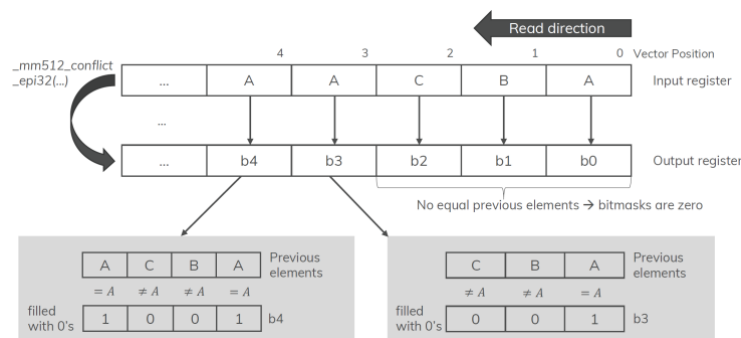 Read direction
4 3 2 1 0 Vector Position
_mm512_conflict
_epi32(...)
... A A C B A Input register
...
... b4 b3 b2 b1 b0 Output register
No equal previous elements → bitmasks are zero
A C B A Previous
elements
= A ≠ A ≠ A = A
filled
with 0's 1 0 0 1 b4
C B A Previous
elements
≠ A ≠ A = A
filled
with 0's 0 0 1 b3